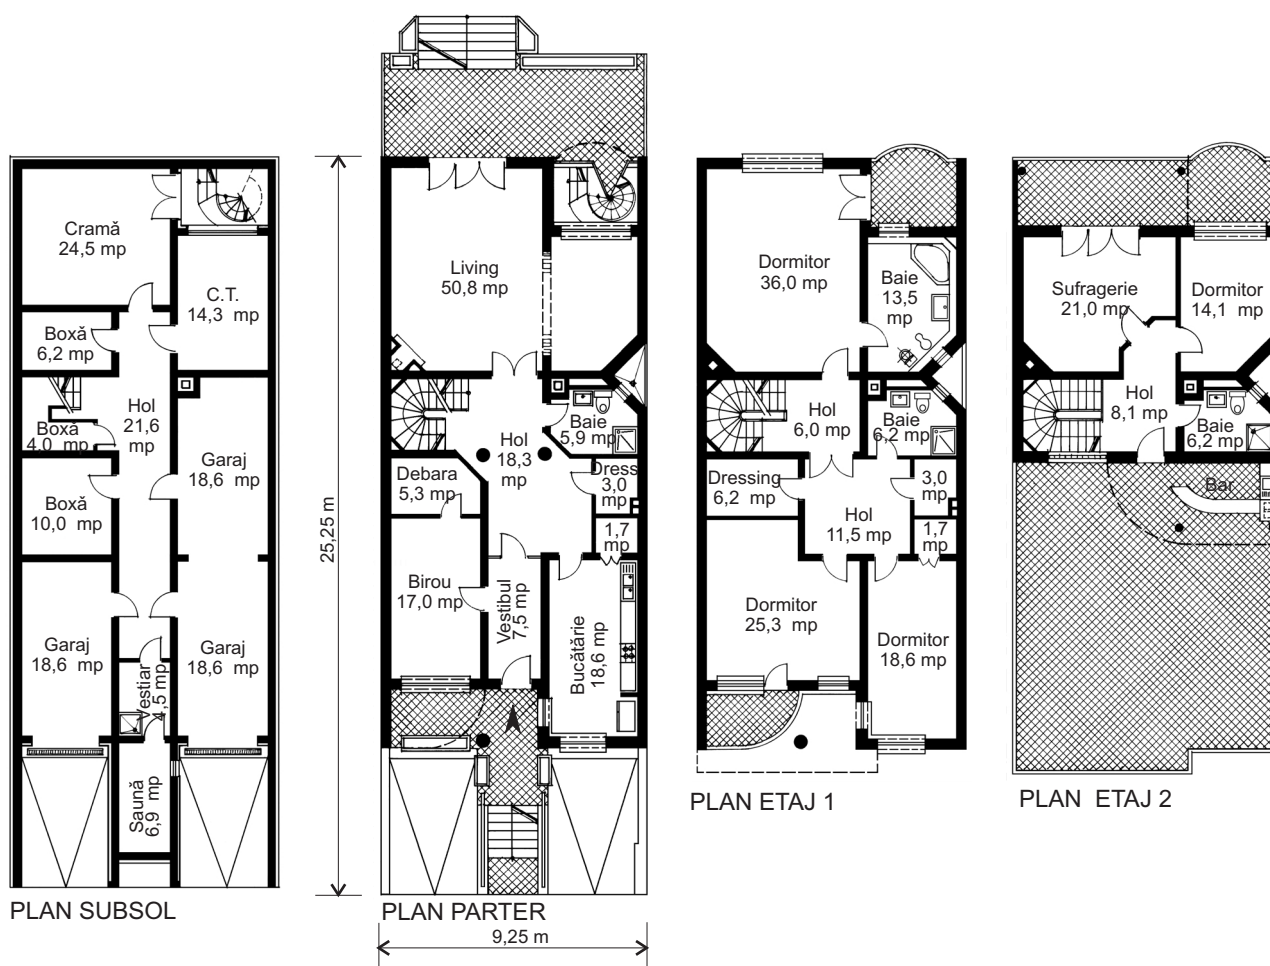 Cramă
24,5 mp
C.T.
14,3 mp
Boxă
6,2 mp
Hol
21,6
mp
Boxă
4,0 mp
Garaj
18,6 mp
Boxă
10,0 mp
Garaj
18,6 mp
Garaj
18,6 mp
Vestiar
4,5 mp
Saună
6,9 mp
PLAN SUBSOL
25,25 m
Living
50,8 mp
Baie
5,9 mp
Hol
18,3
mp
Debara
5,3 mp
Dress
3,0
mp
1,7
mp
Birou
17,0 mp
Vestibul
7,5 mp
Bucătărie
18,6 mp
PLAN PARTER
9,25 m
Dormitor
36,0 mp
Baie
13,5
mp
Hol
6,0 mp
Baie
6,2 mp
Dressing
6,2 mp
3,0
mp
Hol
11,5 mp
1,7
mp
Dormitor
25,3 mp
Dormitor
18,6 mp
PLAN ETAJ 1
Sufragerie
21,0 mp
Dormitor
14,1 mp
Hol
8,1 mp
Baie
6,2 mp
Bar
PLAN ETAJ 2